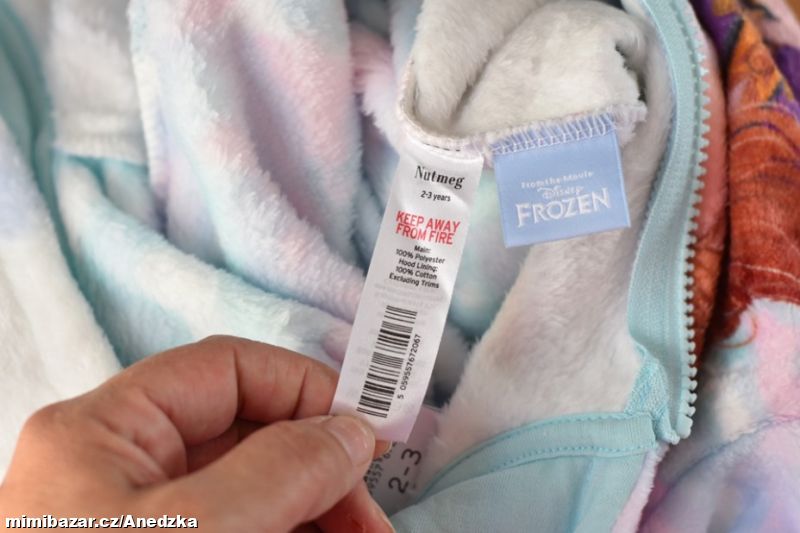 Nutmeg
2-3 years
KEEP AWAY
FROM FIRE
Main:
100% Polyester
Hood Lining:
100% Cotton
Excluding Trims
5 059557 672067
From the Movie
Disney
FROZEN
2-3
mimibazar.cz/Anedzka